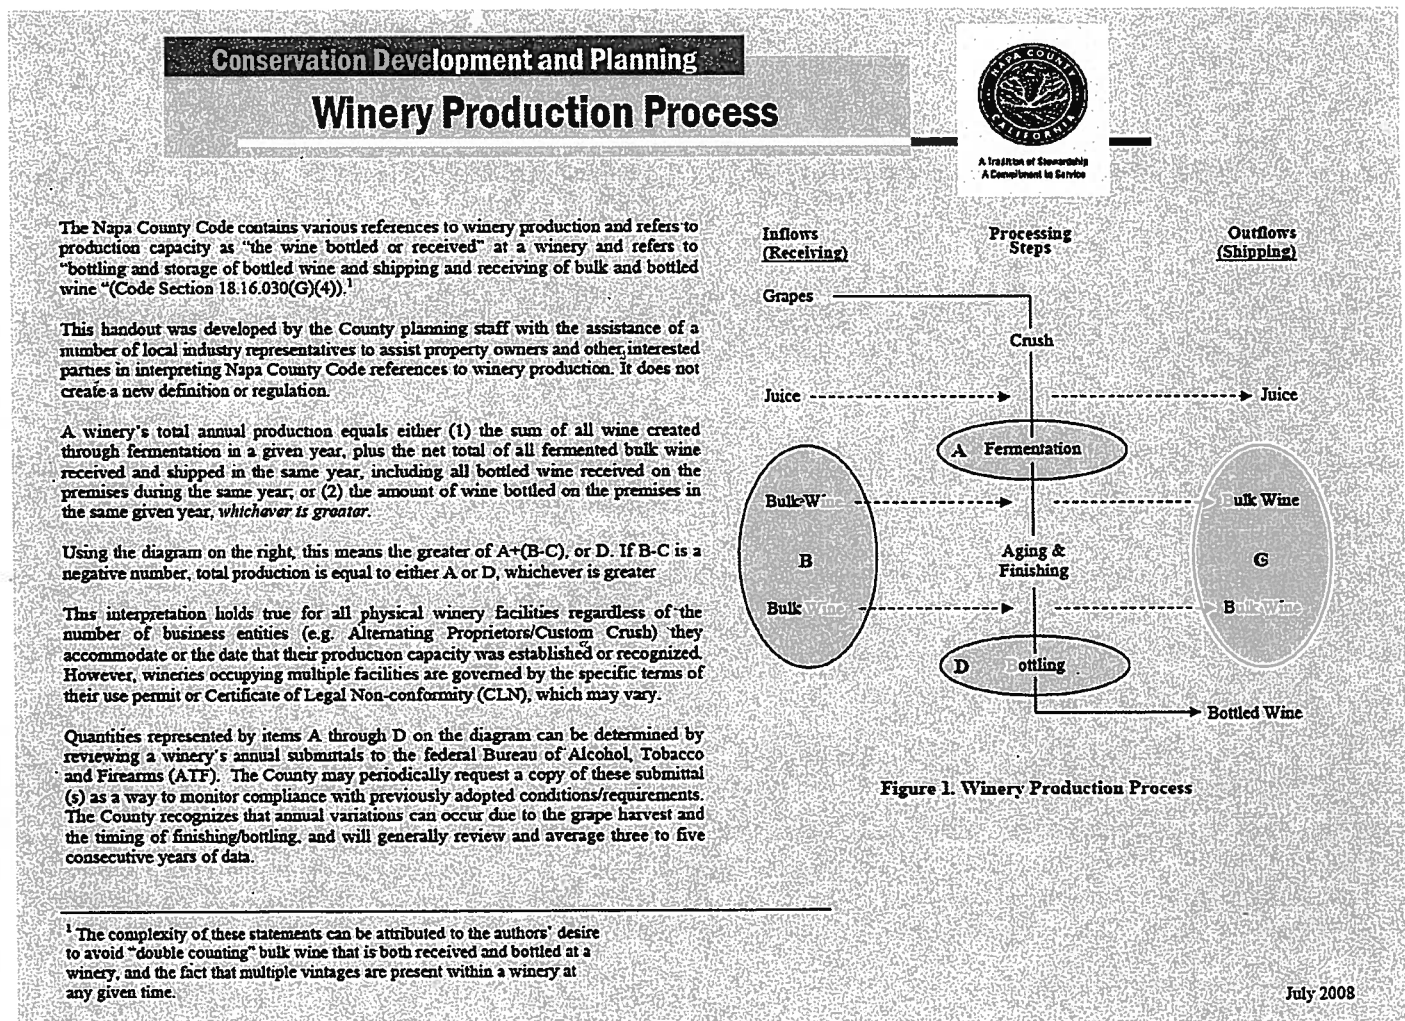 Conservation Development and Planning
Winery Production Process
NAPA COUNTY
CALIFORNIA
A Tradition of Stewardship
A Commitment to Service
The Napa County Code contains various references to winery production and refers to
production capacity as “the wine bottled or received” at a winery and refers to
“bottling and storage of bottled wine and shipping and receiving of bulk and bottled
wine “(Code Section 18.16.030(G)(4)).1
This handout was developed by the County planning staff with the assistance of a
number of local industry representatives to assist property owners and other interested
parties in interpreting Napa County Code references to winery production. It does not
create a new definition or regulation.
A winery's total annual production equals either (1) the sum of all wine created
through fermentation in a given year, plus the net total of all fermented bulk wine
received and shipped in the same year, including all bottled wine received on the
premises during the same year; or (2) the amount of wine bottled on the premises in
the same given year, whichever is greater.
Using the diagram on the right, this means the greater of A+(B-C), or D. If B-C is a
negative number, total production is equal to either A or D, whichever is greater
This interpretation holds true for all physical winery facilities regardless of the
number of business entities (e.g. Alternating Proprietors/Custom Crush) they
accommodate or the date that their production capacity was established or recognized.
However, wineries occupying multiple facilities are governed by the specific terms of
their use permit or Certificate of Legal Non-conformity (CLN), which may vary.
Quantities represented by items A through D on the diagram can be determined by
reviewing a winery's annual submittals to the federal Bureau of Alcohol, Tobacco
and Firearms (ATF). The County may periodically request a copy of these submittal
(s) as a way to monitor compliance with previously adopted conditions/requirements.
The County recognizes that annual variations can occur due to the grape harvest and
the timing of finishing/bottling, and will generally review and average three to five
consecutive years of data.
1 The complexity of these statements can be attributed to the authors' desire
to avoid “double counting” bulk wine that is both received and bottled at a
winery, and the fact that multiple vintages are present within a winery at
any given time.
Inflows
(Receiving)
Processing
Steps
Outflows
(Shipping)
Grapes
Crush
Juice
Juice
A Fermentation
Bulk Wine
Bulk Wine
B
Aging &
Finishing
G
Bulk Wine
Bulk Wine
D Bottling
Bottled Wine
Figure 1. Winery Production Process
July 2008